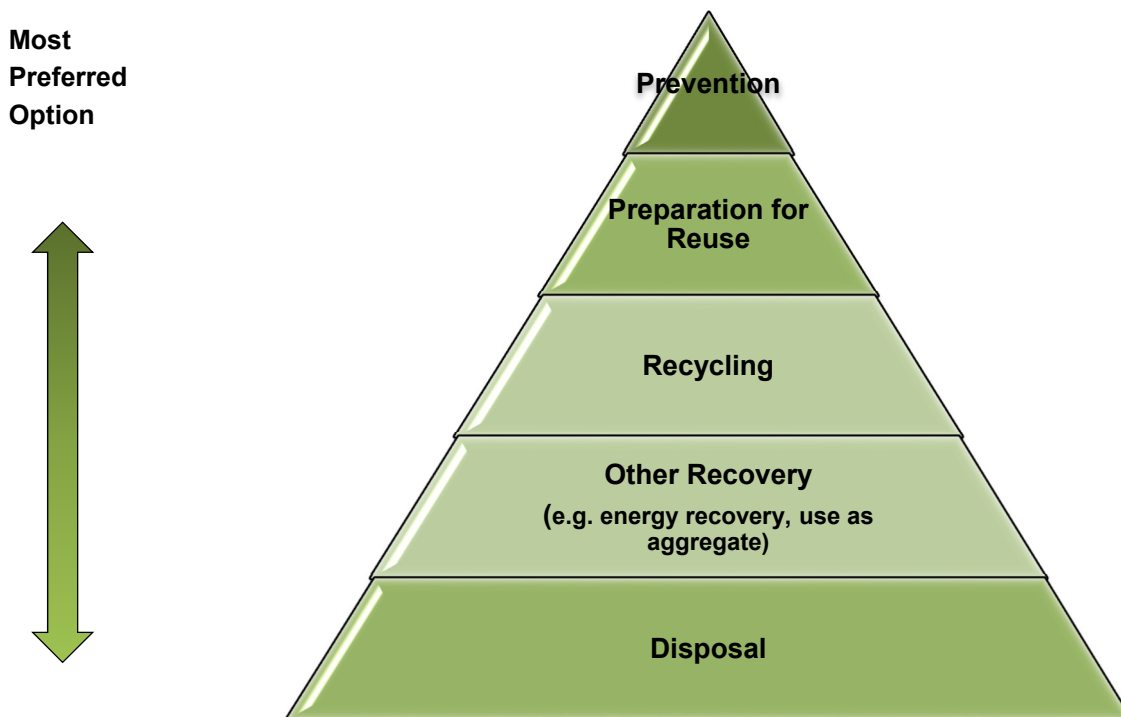 Most
Preferred
Option
Prevention
Preparation for
Reuse
Recycling
Other Recovery
(e.g. energy recovery, use as
aggregate)
Disposal